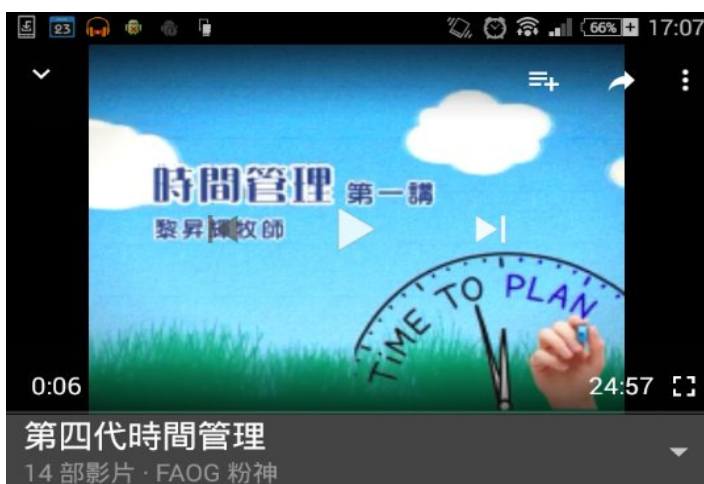 23 66% 17:07
時間管理 第一講
黎昇輝牧師
TIME TO PLAN
0:06 24:57
第四代時間管理
14 部影片 · FAOG 粉神